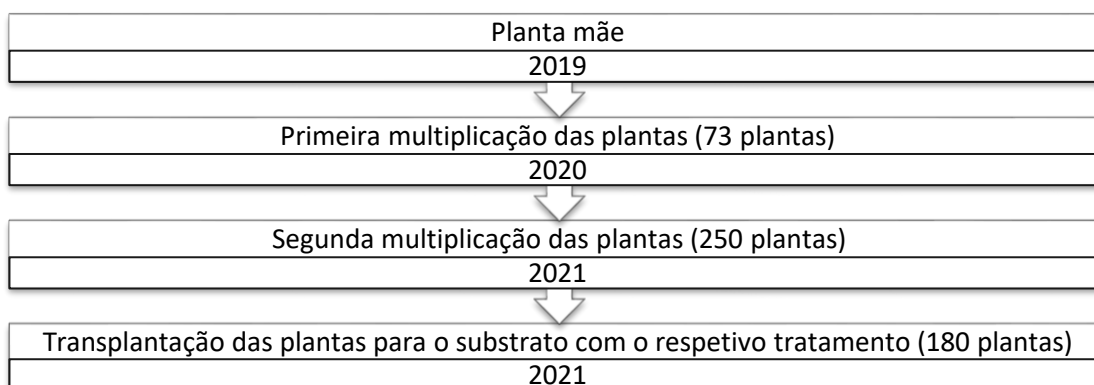 Planta mãe
2019
Primeira multiplicação das plantas (73 plantas)
2020
Segunda multiplicação das plantas (250 plantas)
2021
Transplantação das plantas para o substrato com o respetivo tratamento (180 plantas)
2021